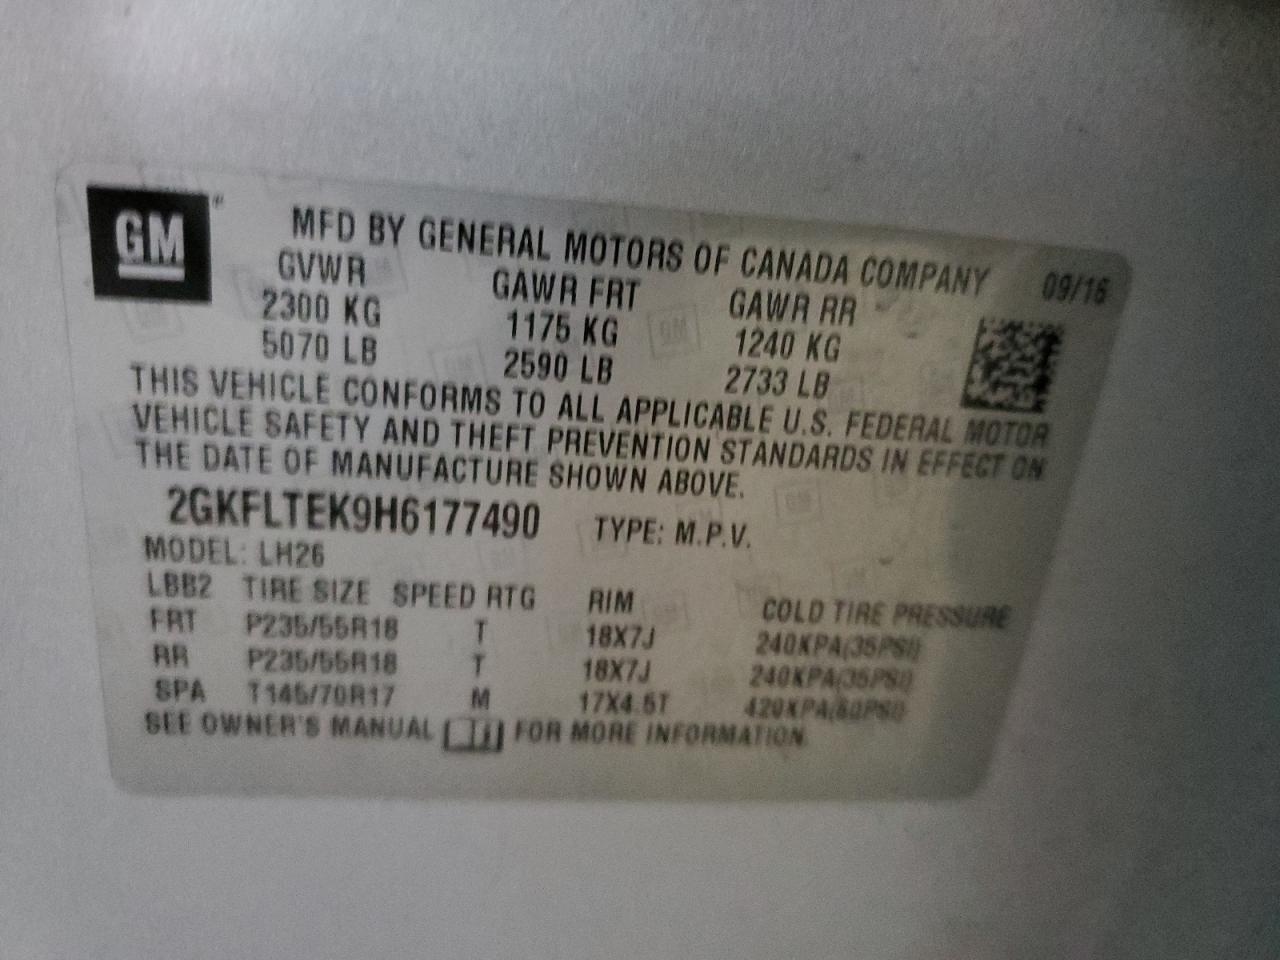 GM
MFD BY GENERAL MOTORS OF CANADA COMPANY 09/16
GVWR GAWR FRT GAWR RR
2300 KG 1175 KG 1240 KG
5070 LB 2590 LB 2733 LB
THIS VEHICLE CONFORMS TO ALL APPLICABLE U.S. FEDERAL MOTOR
VEHICLE SAFETY AND THEFT PREVENTION STANDARDS IN EFFECT ON
THE DATE OF MANUFACTURE SHOWN ABOVE.
2GKFLTEK9H6177490 TYPE: M.P.V.
MODEL: LH26
LBB2 TIRE SIZE SPEED RTG RIM COLD TIRE PRESSURE
FRT P235/55R18 T 18X7J 240KPA(35PSI)
RR P235/55R18 T 18X7J 240KPA(35PSI)
SPA T145/70R17 M 17X4.5T 420KPA(60PSI)
SEE OWNER'S MANUAL FOR MORE INFORMATION.